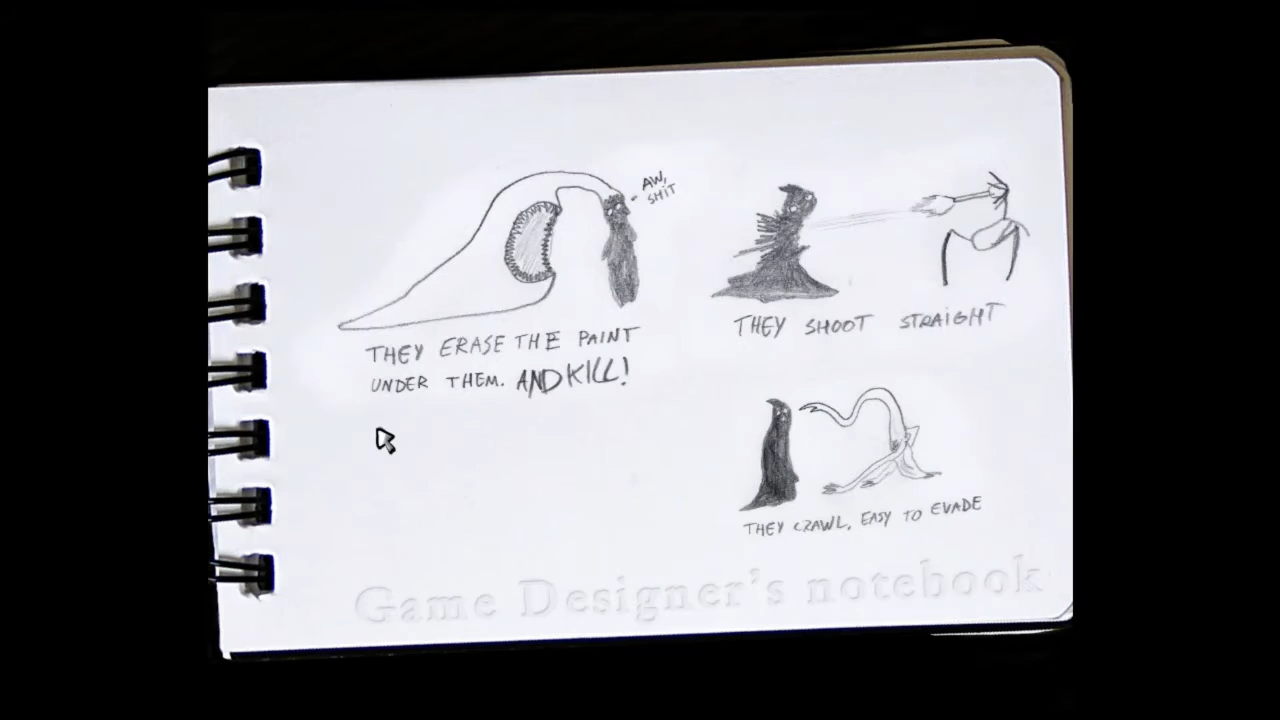 AW,
SHIT
THEY ERASE THE PAINT
UNDER THEM. AND KILL!
THEY SHOOT STRAIGHT
THEY CRAWL, EASY TO EVADE
Game Designer's notebook